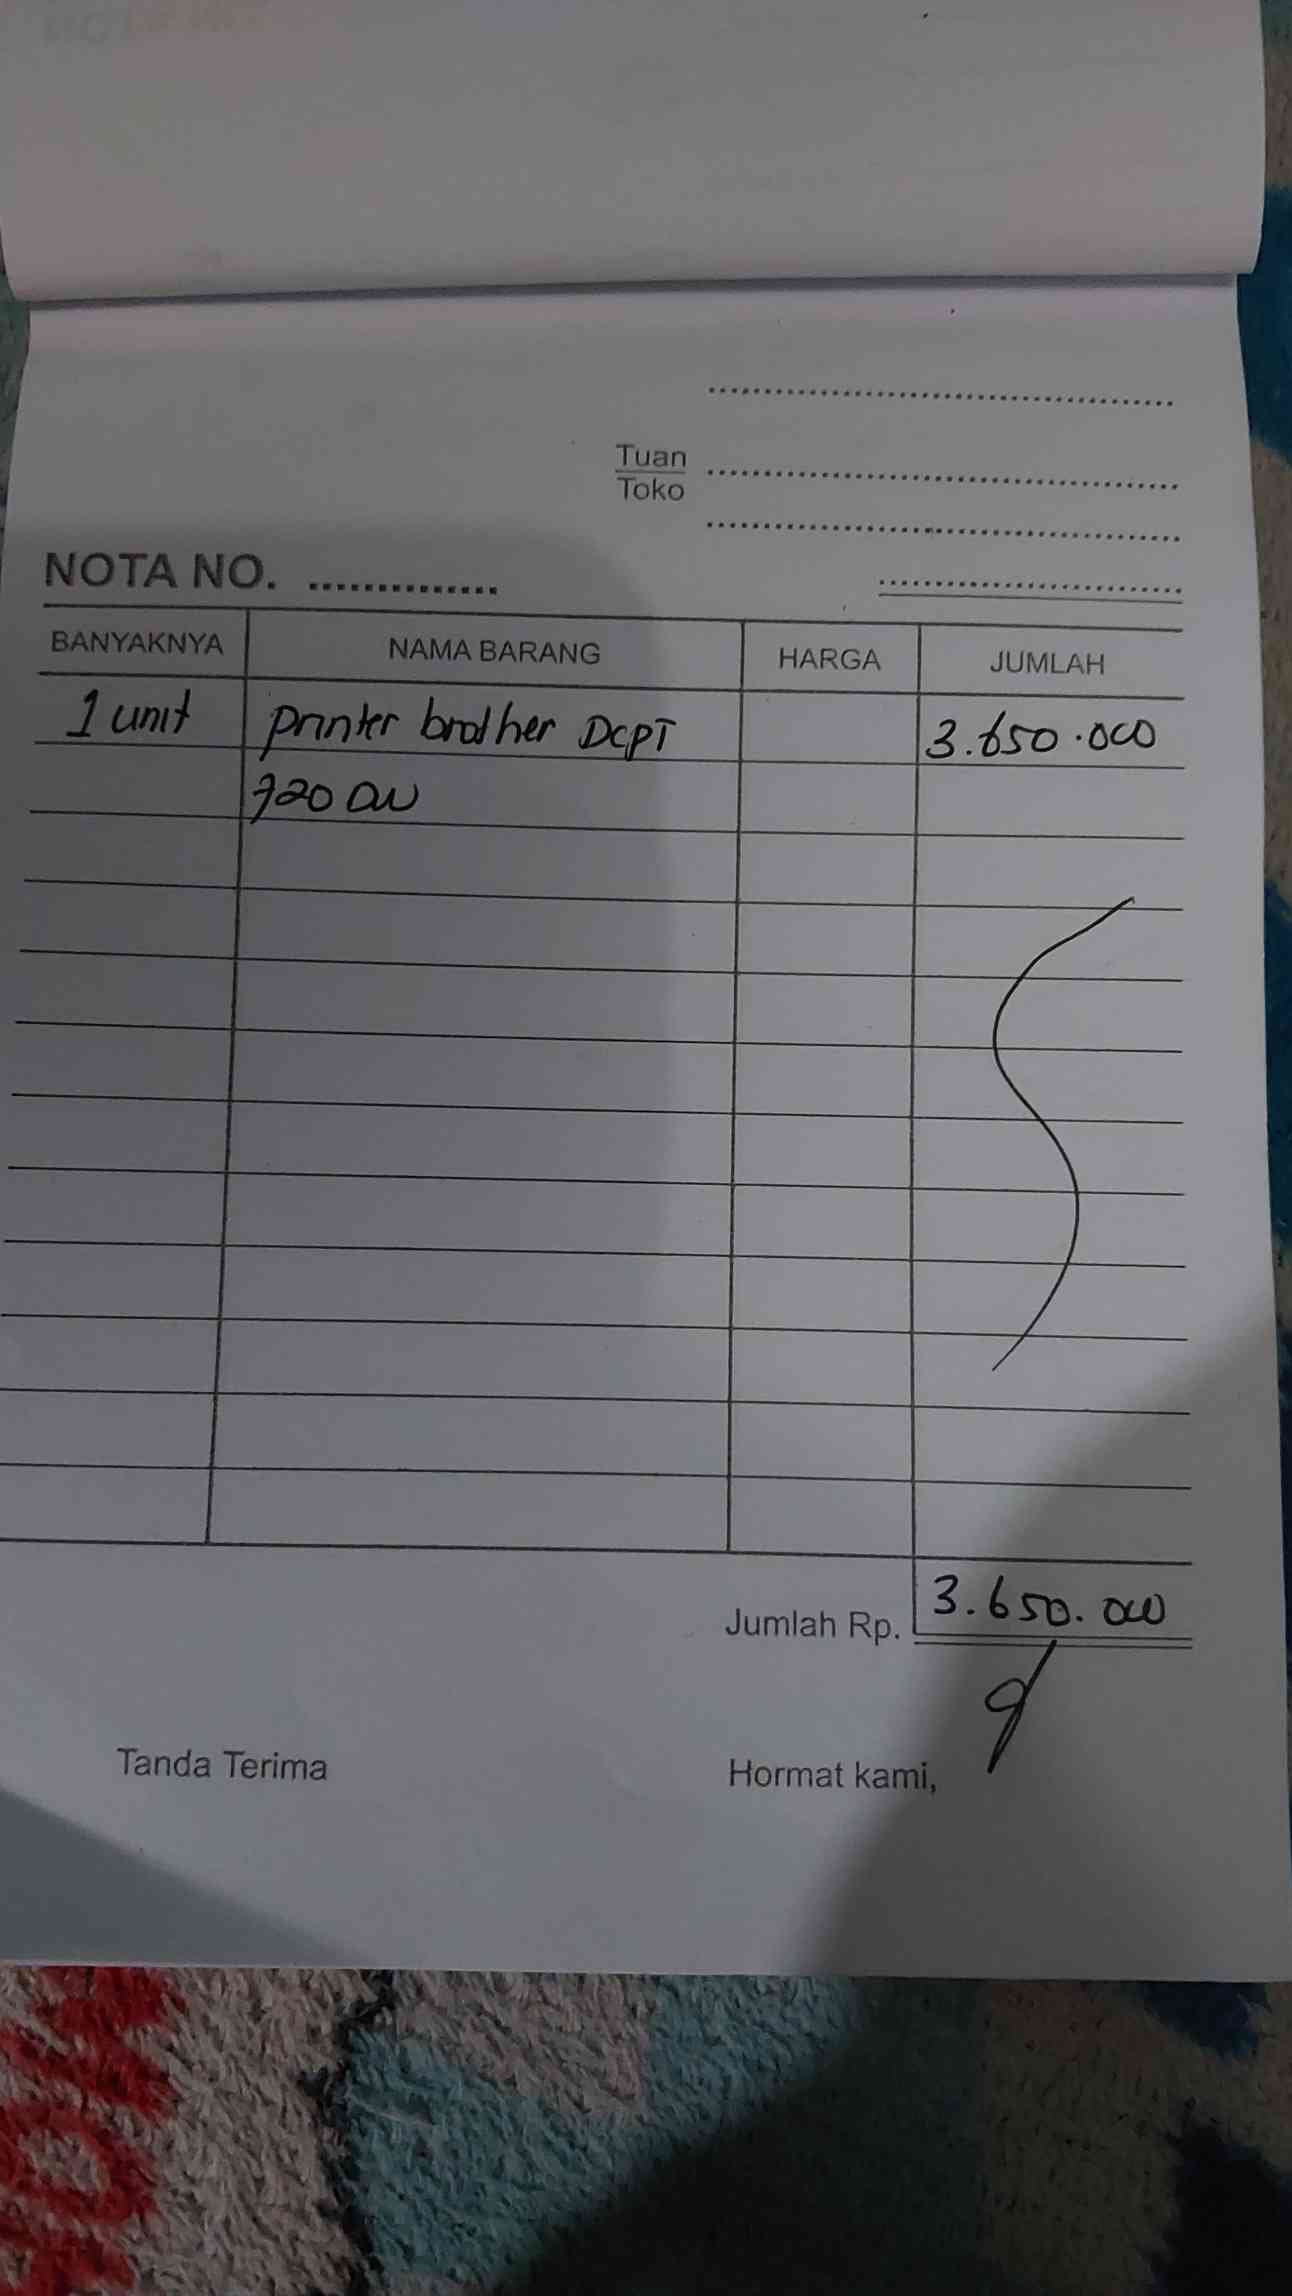 Tuan
Toko
NOTA NO.
BANYAKNYA NAMA BARANG HARGA JUMLAH
1 unit printer brother DCPT 3.650.000
720 DW
Jumlah Rp. 3.650.000
Tanda Terima Hormat kami,